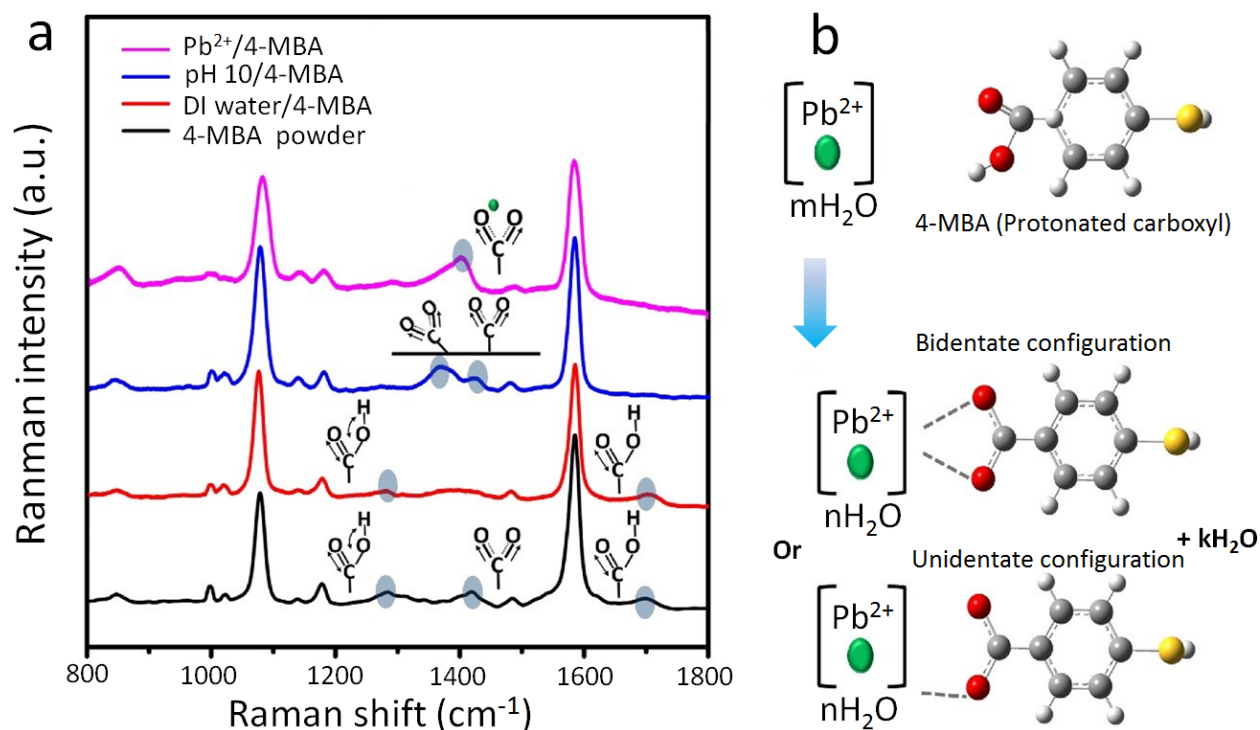 a
Pb²⁺/4-MBA
pH 10/4-MBA
DI water/4-MBA
4-MBA powder
Ranman intensity (a.u.)
O O
C
O O
C
O O
C
H
O O
C
H
O O
C
H
O O
C
O O
C
H
O O
C
800 1000 1200 1400 1600 1800
Raman shift (cm⁻¹)
b
Pb²⁺
mH₂O
4-MBA (Protonated carboxyl)
Bidentate configuration
Pb²⁺
nH₂O
Or
+ kH₂O
Unidentate configuration
Pb²⁺
nH₂O